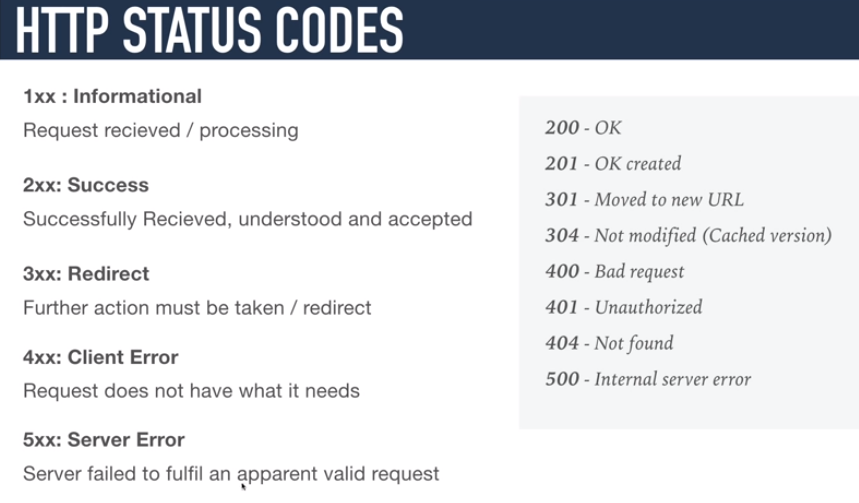 HTTP STATUS CODES
1xx : Informational
Request recieved / processing
2xx: Success
Successfully Recieved, understood and accepted
3xx: Redirect
Further action must be taken / redirect
4xx: Client Error
Request does not have what it needs
5xx: Server Error
Server failed to fulfil an apparent valid request
200 - OK
201 - OK created
301 - Moved to new URL
304 - Not modified (Cached version)
400 - Bad request
401 - Unauthorized
404 - Not found
500 - Internal server error